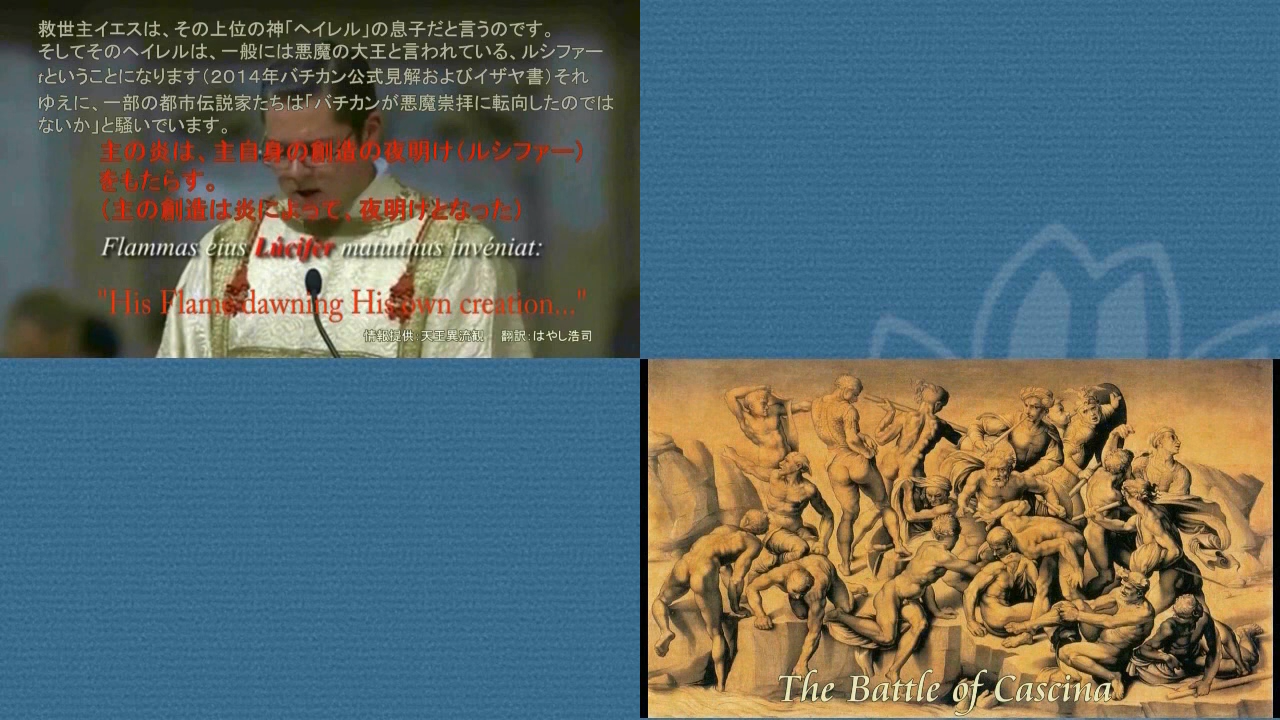 救世主イエスは、その上位の神「ヘイレル」の息子だと言うのです。
そしてそのヘイレルは、一般には悪魔の大王と言われている、ルシファー
rということになります（2014年バチカン公式見解およびイザヤ書）それ
ゆえに、一部の都市伝説家たちは「バチカンが悪魔崇拝に転向したのでは
ないか」と騒いでいます。
主の炎は、主自身の創造の夜明け（ルシファー）
をもたらす。
（主の創造は炎によって、夜明けとなった）
Flammas eius Lúcifer matutínus invéniat:
"His Flame dawning His own creation..."
情報提供：天王異流観　翻訳：はやし浩司
The Battle of Cascina